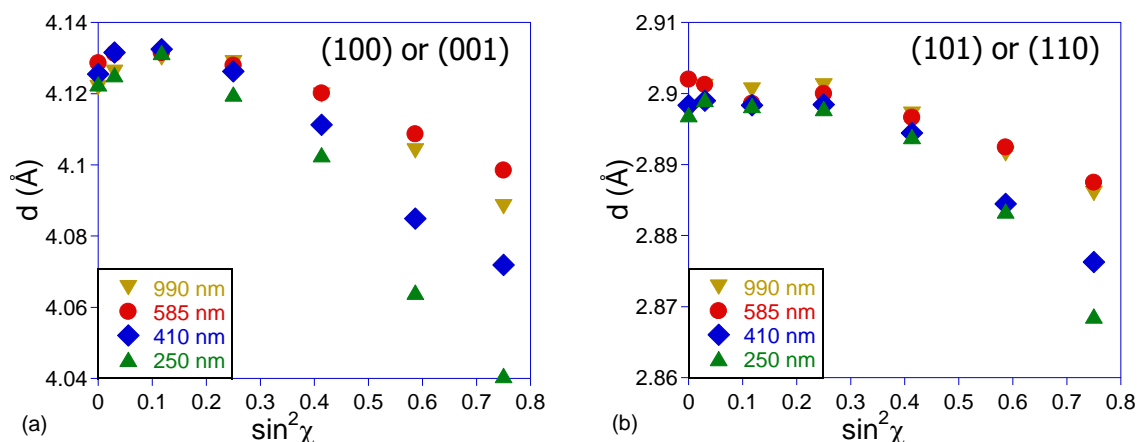 4.14
4.12
4.1
4.08
4.06
4.04
d (Å)
(100) or (001)
990 nm
585 nm
410 nm
250 nm
0 0.1 0.2 0.3 0.4 0.5 0.6 0.7 0.8
(a)
sin²χ
2.91
2.9
2.89
2.88
2.87
2.86
d (Å)
(101) or (110)
990 nm
585 nm
410 nm
250 nm
0 0.1 0.2 0.3 0.4 0.5 0.6 0.7 0.8
(b)
sin²χ